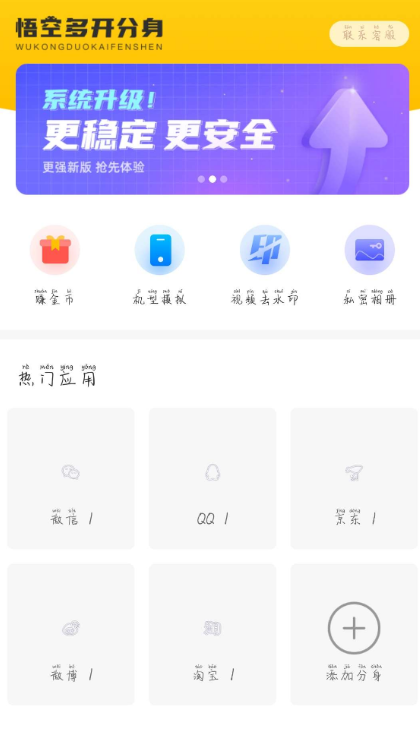 悟空多开分身
WUKONGDUOKAIFENSHEN
联系客服
系统升级!
更稳定 更安全
更强新版 抢先体验
赚金币
机型模拟
视频去水印
私密相册
热门应用
微信 1
QQ 1
京东 1
微博 1
淘宝 1
添加分身